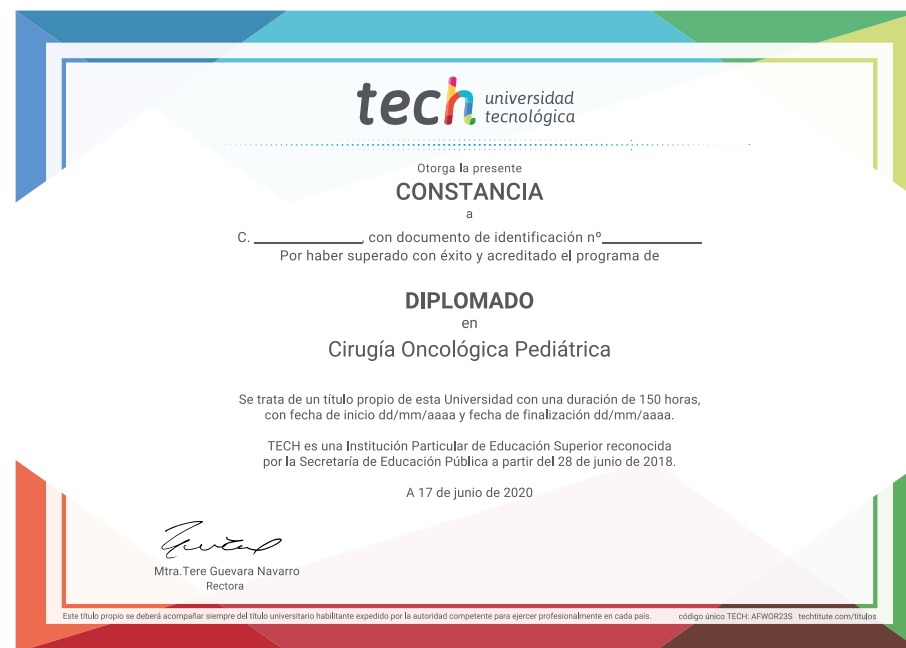 tech universidad
tecnológica
Otorga la presente
CONSTANCIA
a
C. ____________, con documento de identificación nº___________
Por haber superado con éxito y acreditado el programa de
DIPLOMADO
en
Cirugía Oncológica Pediátrica
Se trata de un título propio de esta Universidad con una duración de 150 horas,
con fecha de inicio dd/mm/aaaa y fecha de finalización dd/mm/aaaa.
TECH es una Institución Particular de Educación Superior reconocida
por la Secretaría de Educación Pública a partir del 28 de junio de 2018.
A 17 de junio de 2020
Mtra.Tere Guevara Navarro
Rectora
Este título propio se deberá acompañar siempre del título universitario habilitante expedido por la autoridad competente para ejercer profesionalmente en cada país. código único TECH: AFWOR23S techtitute.com/titulos